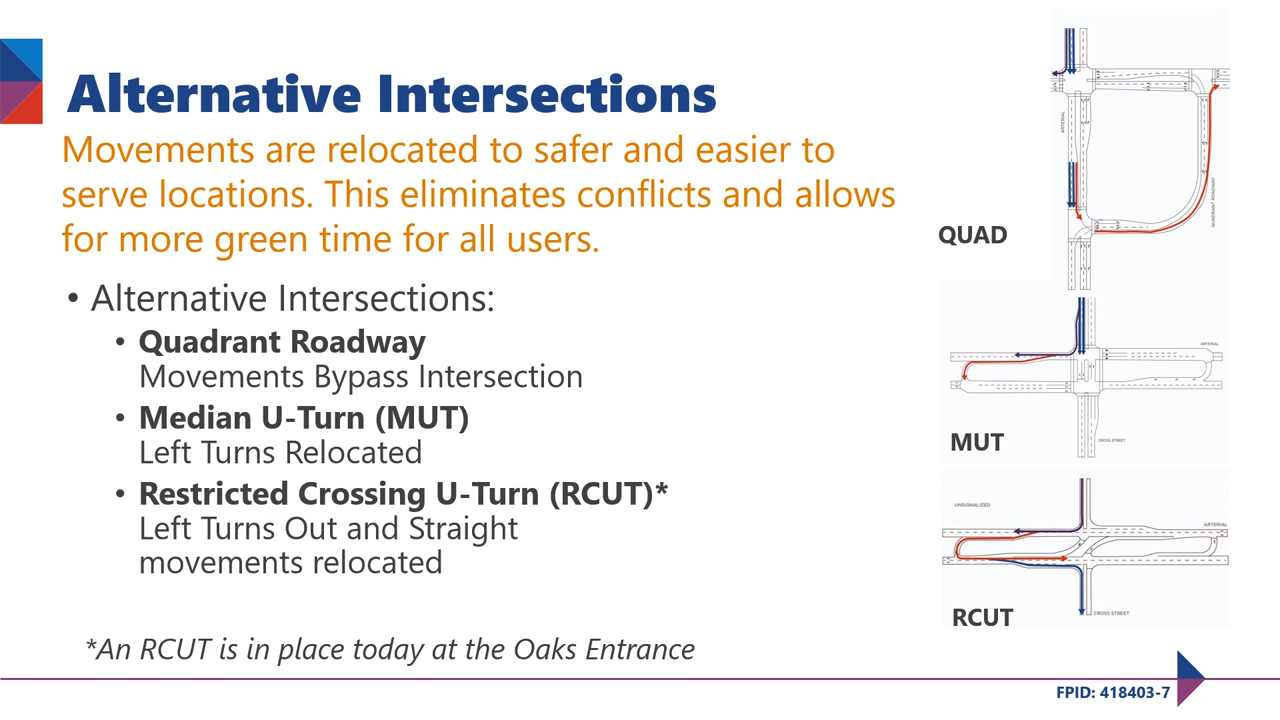 Alternative Intersections
Movements are relocated to safer and easier to
serve locations. This eliminates conflicts and allows
for more green time for all users.
• Alternative Intersections:
• Quadrant Roadway
Movements Bypass Intersection
• Median U-Turn (MUT)
Left Turns Relocated
• Restricted Crossing U-Turn (RCUT)*
Left Turns Out and Straight
movements relocated
*An RCUT is in place today at the Oaks Entrance
ARTERIAL
QUADRANT ROADWAY
QUAD
ARTERIAL
CROSS STREET
MUT
UNSIGNALIZED
ARTERIAL
CROSS STREET
RCUT
FPID: 418403-7